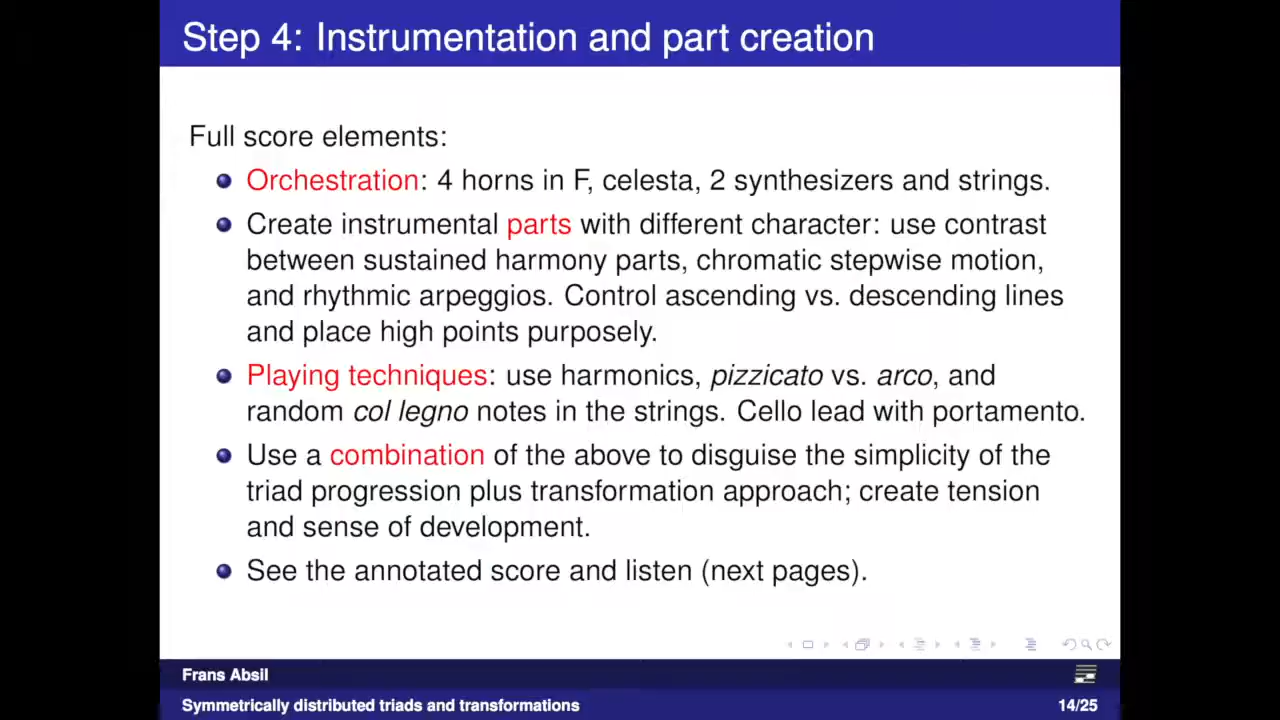 Step 4: Instrumentation and part creation
Full score elements:
Orchestration: 4 horns in F, celesta, 2 synthesizers and strings.
Create instrumental parts with different character: use contrast
between sustained harmony parts, chromatic stepwise motion,
and rhythmic arpeggios. Control ascending vs. descending lines
and place high points purposely.
Playing techniques: use harmonics, pizzicato vs. arco, and
random col legno notes in the strings. Cello lead with portamento.
Use a combination of the above to disguise the simplicity of the
triad progression plus transformation approach; create tension
and sense of development.
See the annotated score and listen (next pages).
Frans Absil
Symmetrically distributed triads and transformations 14/25